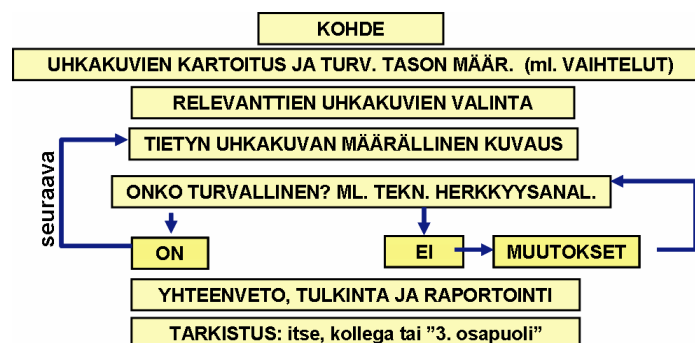 KOHDE
UHKAKUVIEN KARTOITUS JA TURV. TASON MÄÄR. (ml. VAIHTELUT)
RELEVANTTIEN UHKAKUVIEN VALINTA
TIETYN UHKAKUVAN MÄÄRÄLLINEN KUVAUS
seuraava
ONKO TURVALLINEN? ML. TEKN. HERKKYYSANAL.
ON
EI
MUUTOKSET
YHTEENVETO, TULKINTA JA RAPORTOINTI
TARKISTUS: itse, kollega tai ”3. osapuoli”